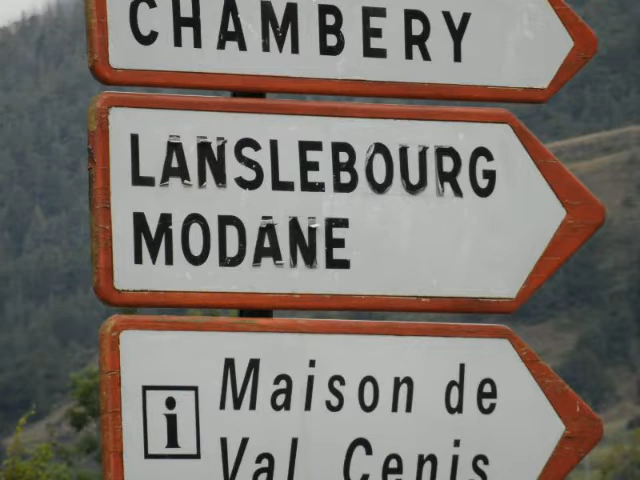 CHAMBERY
LANSLEBOURG
MODANE
i
Maison de
Val Cenis